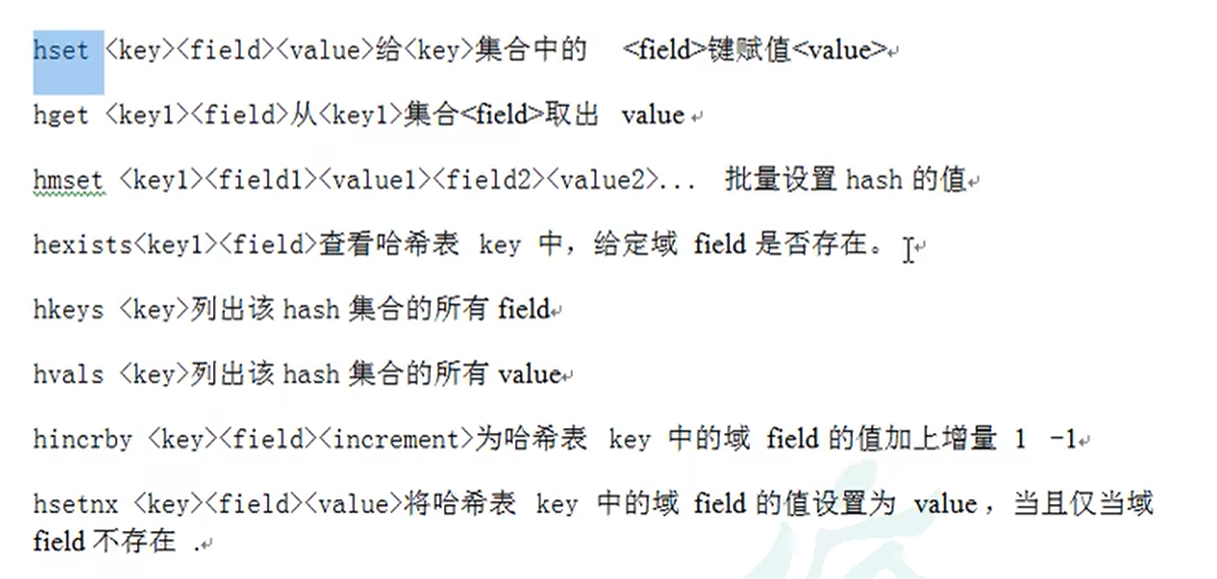 hset <key><field><value>给<key>集合中的 <field>键赋值<value>↵
hget <key1><field>从<key1>集合<field>取出 value↵
hmset <key1><field1><value1><field2><value2>... 批量设置 hash 的值↵
hexists<key1><field>查看哈希表 key 中，给定域 field 是否存在。 ↵
hkeys <key>列出该 hash 集合的所有 field↵
hvals <key>列出该 hash 集合的所有 value↵
hincrby <key><field><increment>为哈希表 key 中的域 field 的值加上增量 1 -1↵
hsetnx <key><field><value>将哈希表 key 中的域 field 的值设置为 value，当且仅当域
field 不存在 .↵